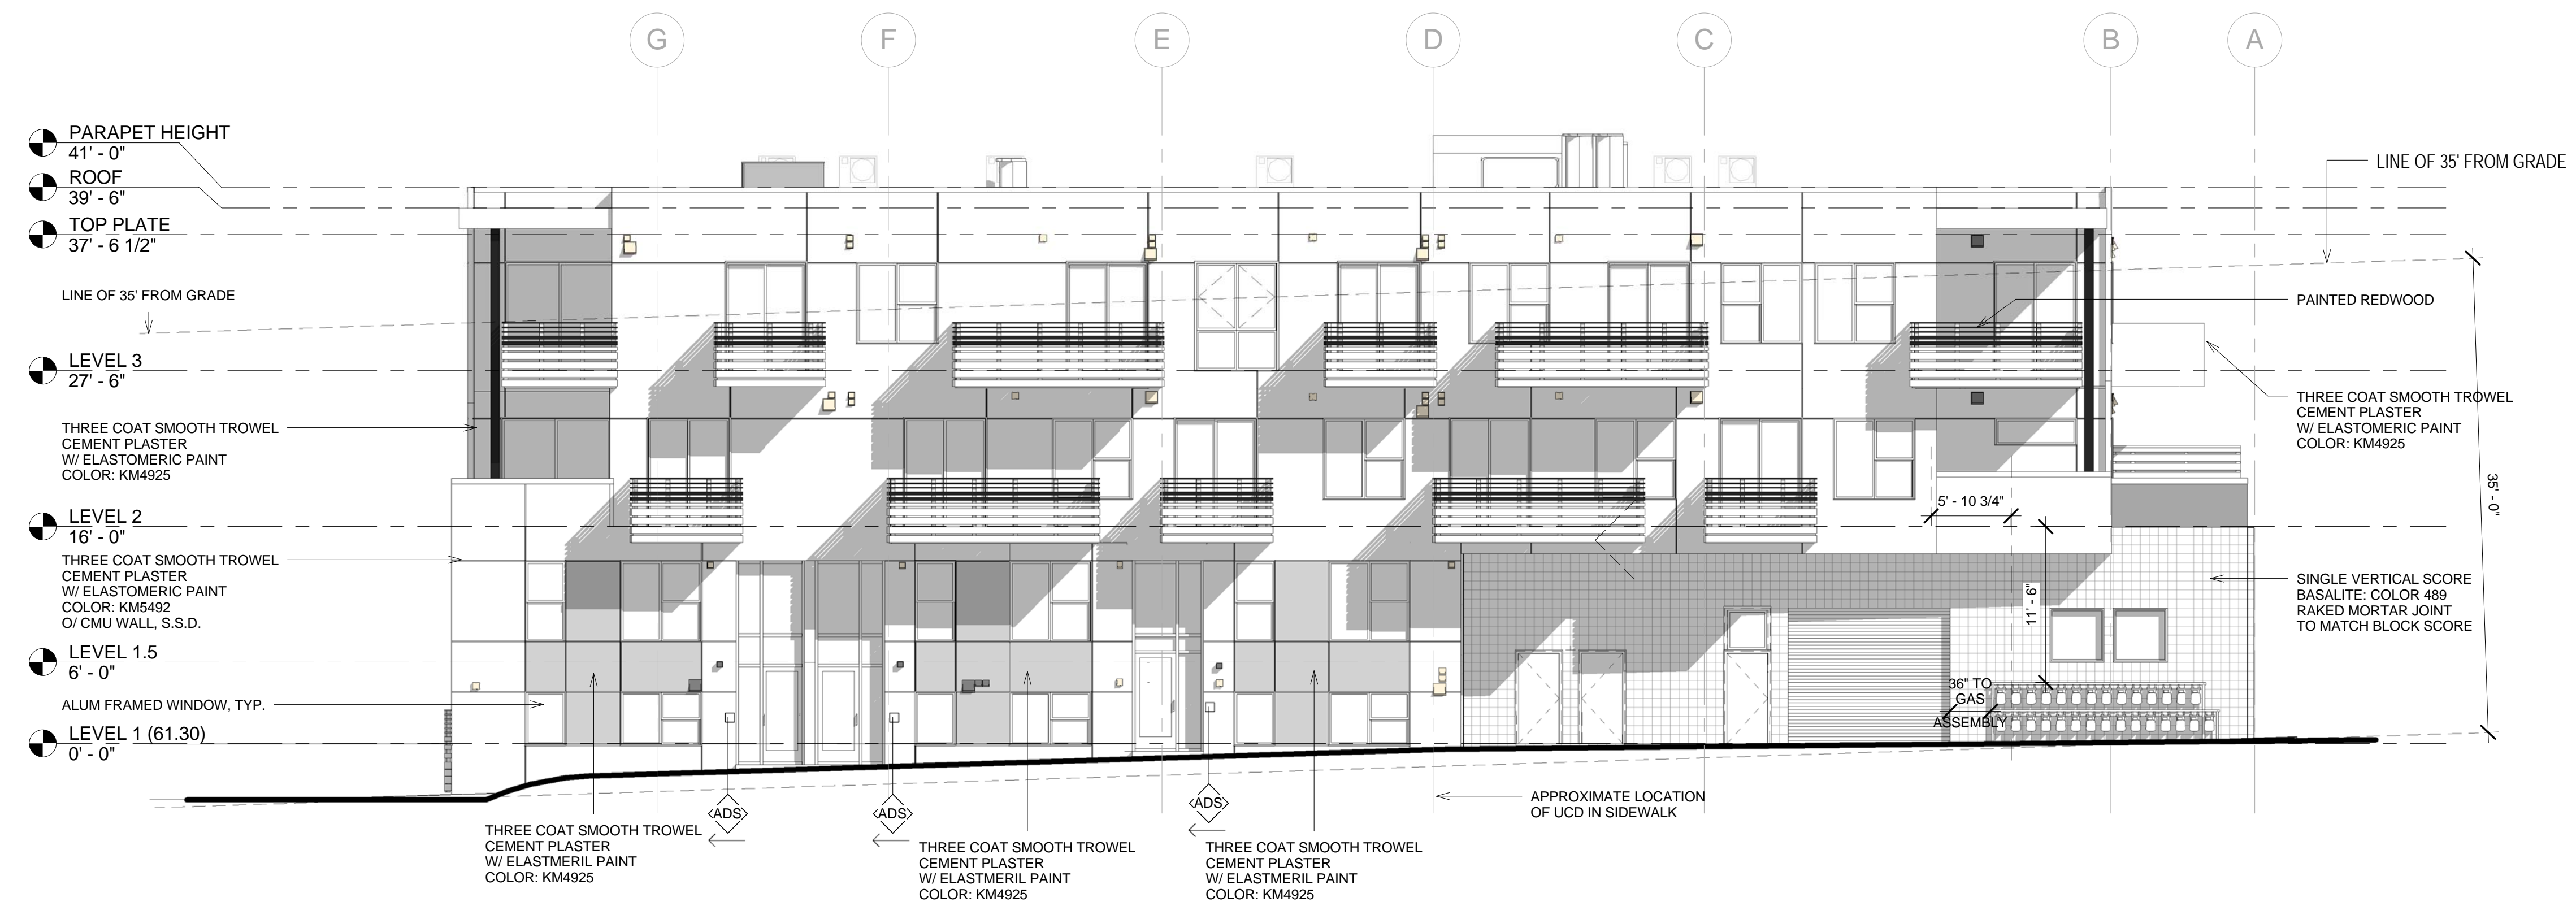 G F E D C B A
PARAPET HEIGHT
41' - 0"
ROOF
39' - 6"
TOP PLATE
37' - 6 1/2"
LINE OF 35' FROM GRADE
LEVEL 3
27' - 6"
THREE COAT SMOOTH TROWEL
CEMENT PLASTER
W/ ELASTOMERIC PAINT
COLOR: KM4925
LEVEL 2
16' - 0"
THREE COAT SMOOTH TROWEL
CEMENT PLASTER
W/ ELASTOMERIC PAINT
COLOR: KM5492
O/ CMU WALL, S.S.D.
LEVEL 1.5
6' - 0"
ALUM FRAMED WINDOW, TYP.
LEVEL 1 (61.30)
0' - 0"
THREE COAT SMOOTH TROWEL
CEMENT PLASTER
W/ ELASTMERIL PAINT
COLOR: KM4925
ADS
ADS
THREE COAT SMOOTH TROWEL
CEMENT PLASTER
W/ ELASTMERIL PAINT
COLOR: KM4925
ADS
THREE COAT SMOOTH TROWEL
CEMENT PLASTER
W/ ELASTMERIL PAINT
COLOR: KM4925
APPROXIMATE LOCATION
OF UCD IN SIDEWALK
5' - 10 3/4"
11' - 6"
36" TO
GAS
ASSEMBLY
LINE OF 35' FROM GRADE
PAINTED REDWOOD
THREE COAT SMOOTH TROWEL
CEMENT PLASTER
W/ ELASTOMERIC PAINT
COLOR: KM4925
35' - 0"
SINGLE VERTICAL SCORE
BASALITE: COLOR 489
RAKED MORTAR JOINT
TO MATCH BLOCK SCORE